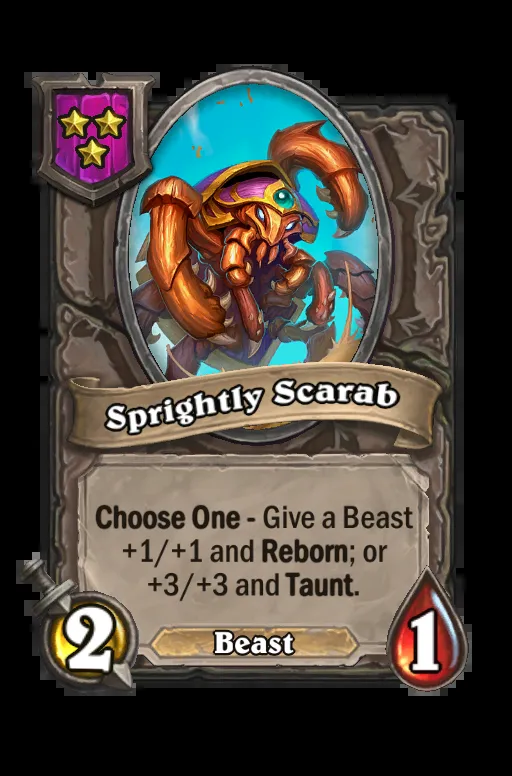 Sprightly Scarab
Choose One - Give a Beast
+1/+1 and Reborn; or
+3/+3 and Taunt.
2
Beast
1